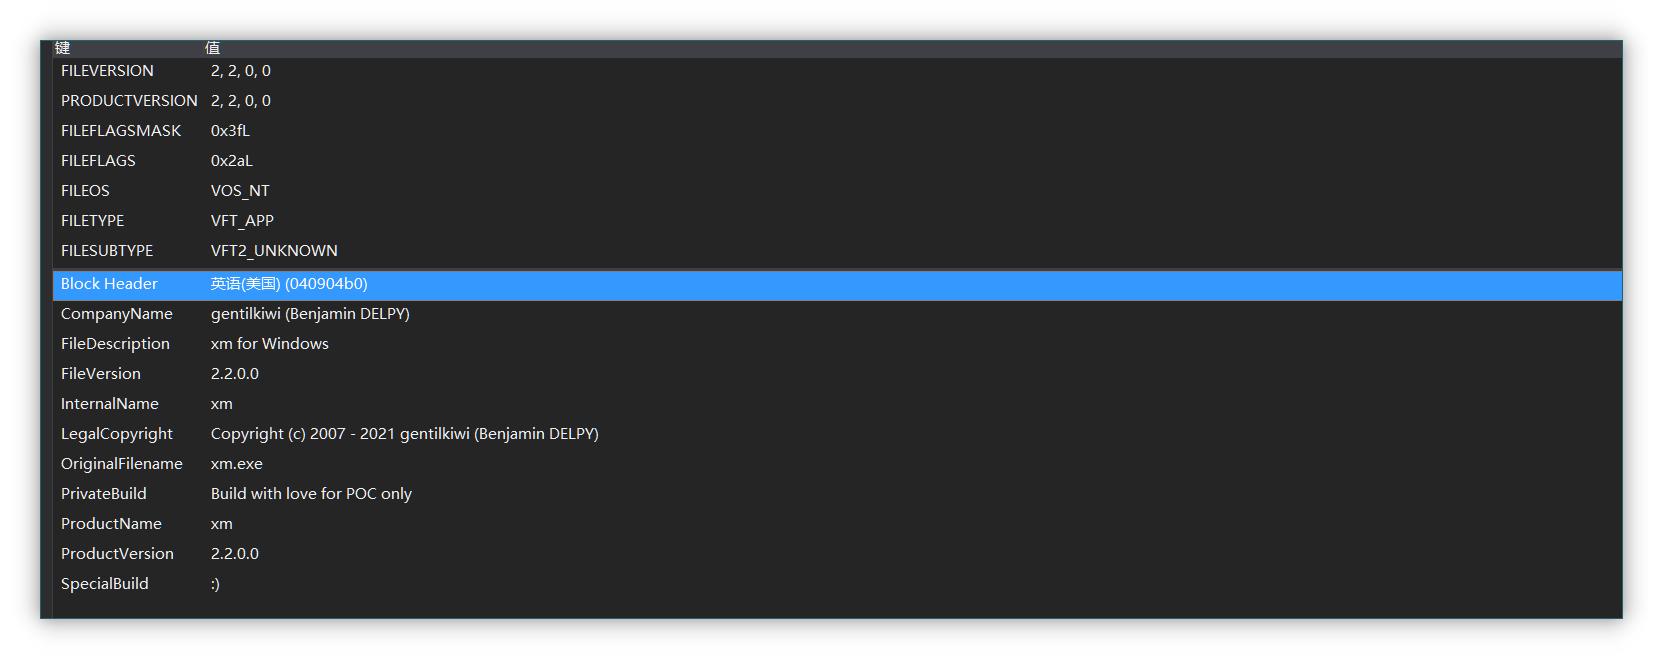 键 值
FILEVERSION 2, 2, 0, 0
PRODUCTVERSION 2, 2, 0, 0
FILEFLAGSMASK 0x3fL
FILEFLAGS 0x2aL
FILEOS VOS_NT
FILETYPE VFT_APP
FILESUBTYPE VFT2_UNKNOWN
Block Header 英语(美国) (040904b0)
CompanyName gentilkiwi (Benjamin DELPY)
FileDescription xm for Windows
FileVersion 2.2.0.0
InternalName xm
LegalCopyright Copyright (c) 2007 - 2021 gentilkiwi (Benjamin DELPY)
OriginalFilename xm.exe
PrivateBuild Build with love for POC only
ProductName xm
ProductVersion 2.2.0.0
SpecialBuild :)